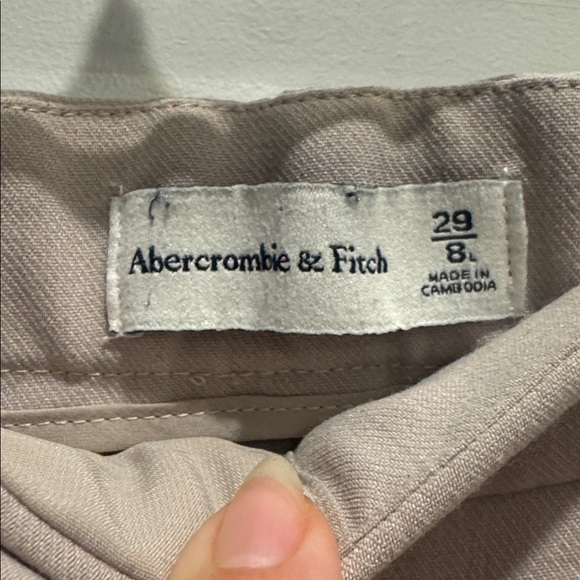 Abercrombie & Fitch
29
8L
MADE IN
CAMBODIA